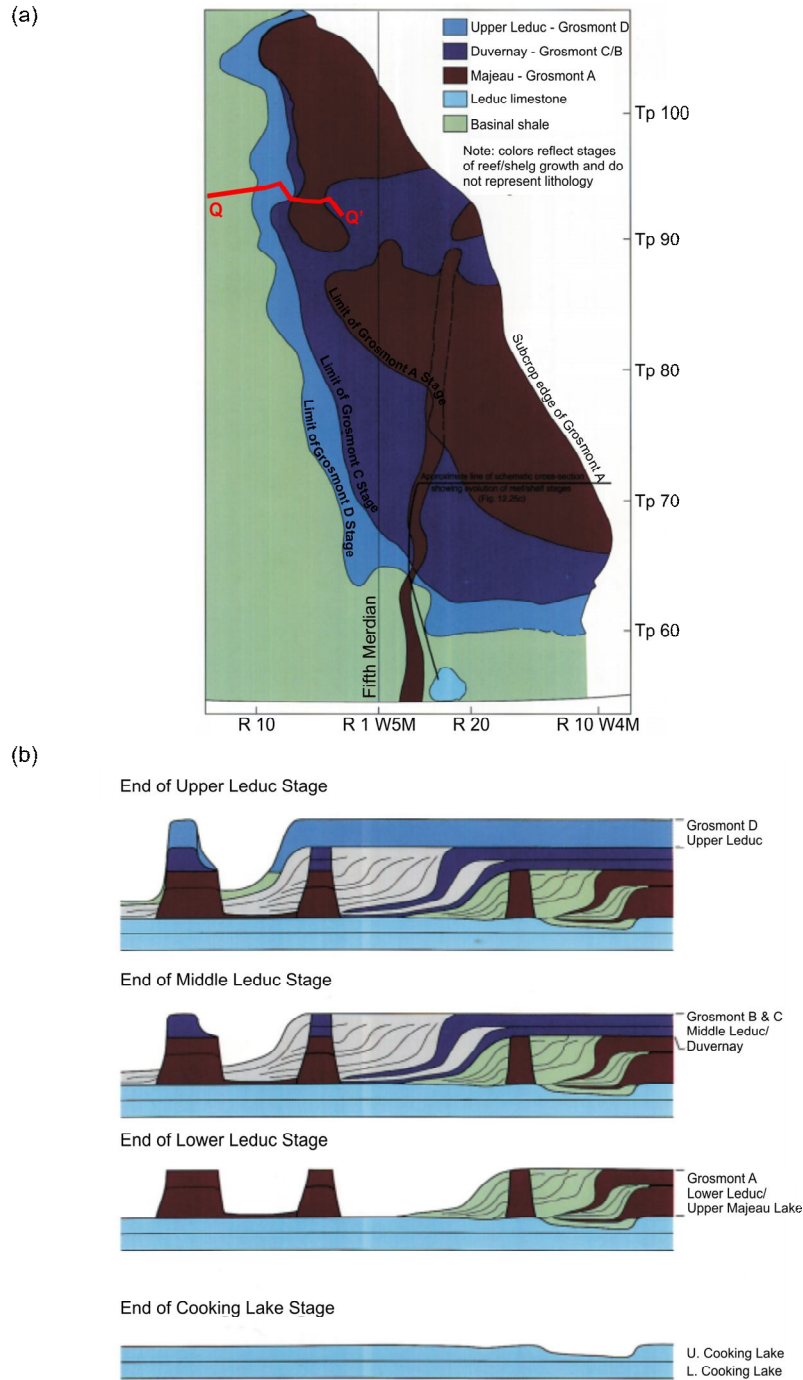 (a)
Upper Leduc - Grosmont D
Duvernay - Grosmont C/B
Majeau - Grosmont A
Leduc limestone
Basinal shale
Note: colors reflect stages
of reef/shelg growth and do
not represent lithology
Tp 100
Q
Q'
Tp 90
Limit of Grosmont A Stage
Limit of Grosmont C Stage
Limit of Grosmont D Stage
Subcrop edge of Grosmont A
Tp 80
Approximate line of schematic cross-section
showing evolution of reef/shelf stages
(Fig. 12.25c)
Tp 70
Fifth Merdian
Tp 60
R 10
R 1 W5M
R 20
R 10 W4M
(b)
End of Upper Leduc Stage
Grosmont D
Upper Leduc
End of Middle Leduc Stage
Grosmont B & C
Middle Leduc/
Duvernay
End of Lower Leduc Stage
Grosmont A
Lower Leduc/
Upper Majeau Lake
End of Cooking Lake Stage
U. Cooking Lake
L. Cooking Lake